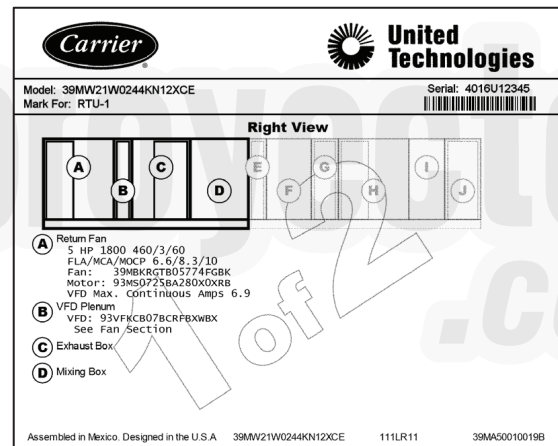 Carrier
United
Technologies
Model: 39MW21W0244KN12XCE
Serial: 4016U12345
Mark For: RTU-1
Right View
A
B
C
D
E
F
G
H
I
J
A Return Fan
5 HP 1800 460/3/60
FLA/MCA/MOCP 6.6/8.3/10
Fan: 39MBKRGTB05774FGBK
Motor: 93MS0725BA280X0XRB
VFD Max. Continuous Amps 6.9
B VFD Plenum
VFD: 93VFKCB07BCRFBXWBX
See Fan Section
C Exhaust Box
D Mixing Box
1 of 2
Assembled in Mexico. Designed in the U.S.A 39MW21W0244KN12XCE 111LR11 39MA50010019B